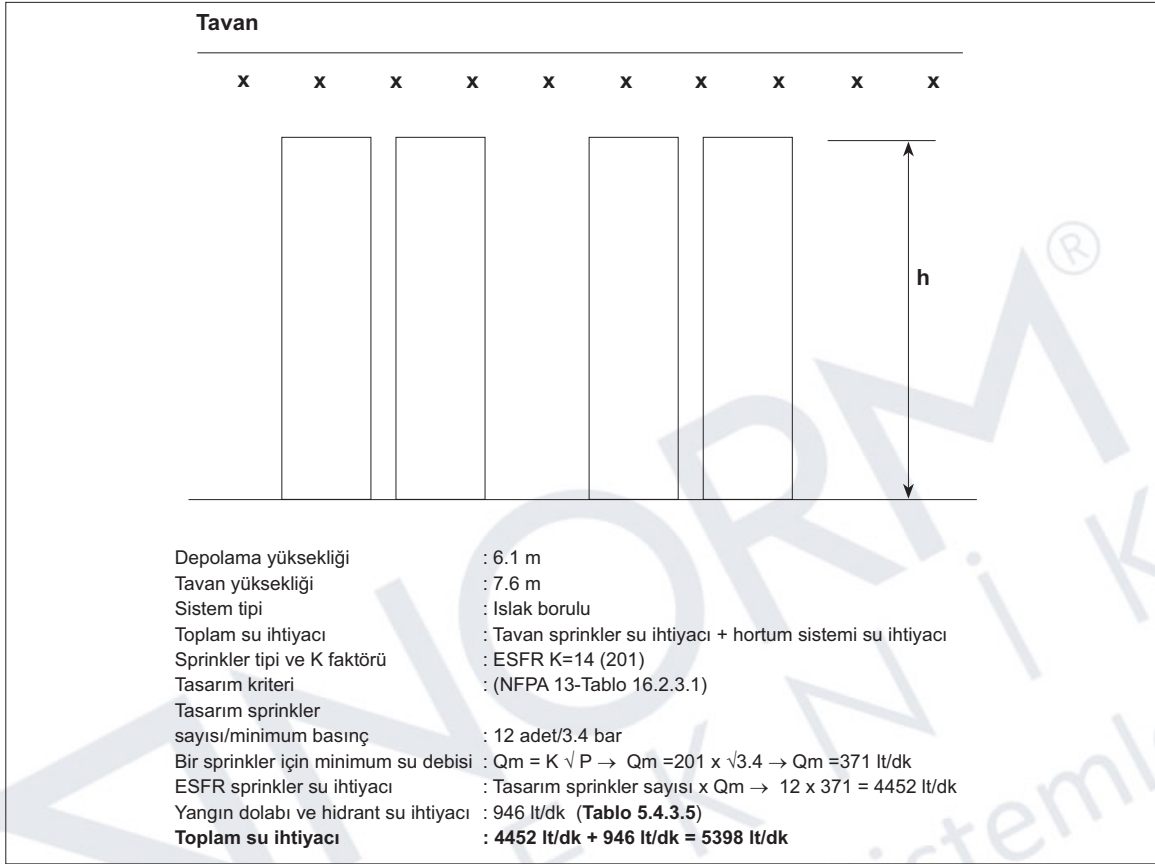 Tavan
x x x x x x x x x x
h
Depolama yüksekliği : 6.1 m
Tavan yüksekliği : 7.6 m
Sistem tipi : Islak borulu
Toplam su ihtiyacı : Tavan sprinkler su ihtiyacı + hortum sistemi su ihtiyacı
Sprinkler tipi ve K faktörü : ESFR K=14 (201)
Tasarım kriteri : (NFPA 13-Tablo 16.2.3.1)
Tasarım sprinkler
sayısı/minimum basınç : 12 adet/3.4 bar
Bir sprinkler için minimum su debisi : Qm = K √ P → Qm =201 x √3.4 → Qm =371 lt/dk
ESFR sprinkler su ihtiyacı : Tasarım sprinkler sayısı x Qm → 12 x 371 = 4452 lt/dk
Yangın dolabı ve hidrant su ihtiyacı : 946 lt/dk (Tablo 5.4.3.5)
Toplam su ihtiyacı : 4452 lt/dk + 946 lt/dk = 5398 lt/dk